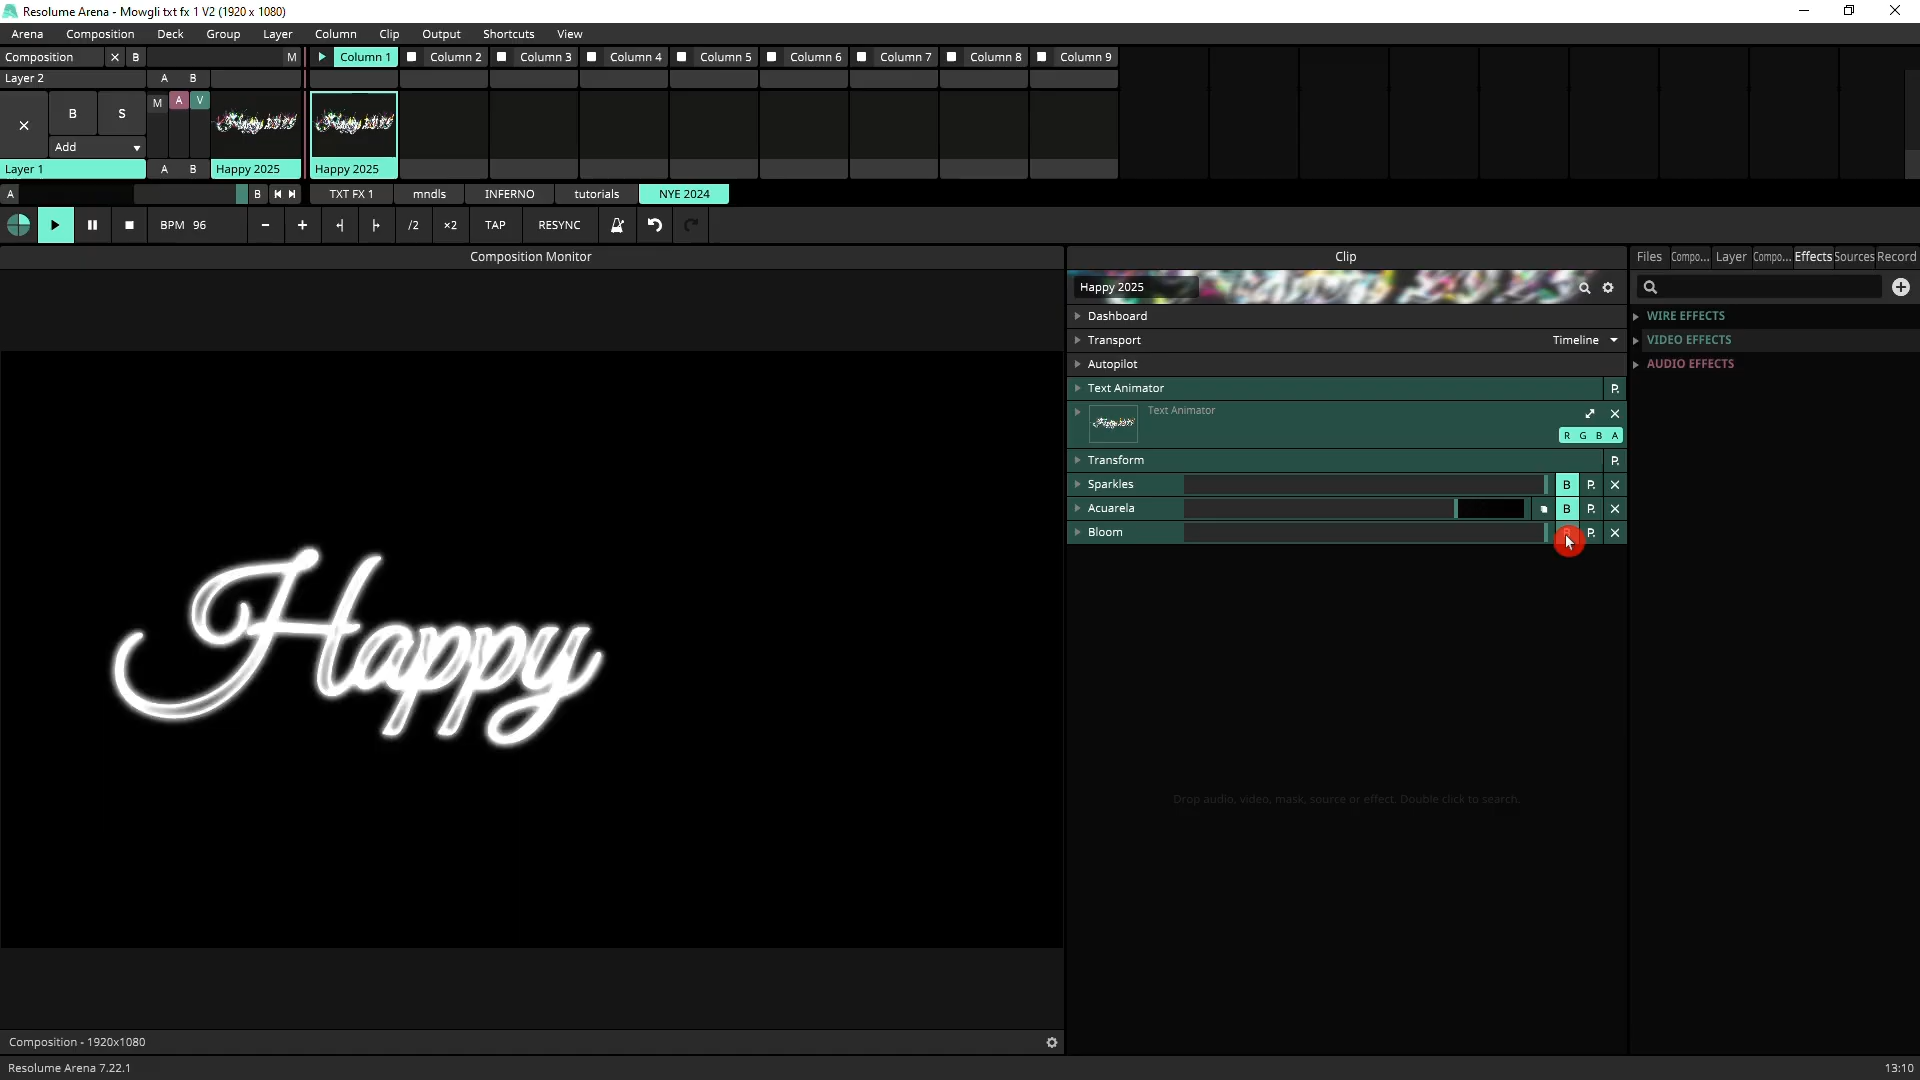 Resolume Arena - Mowgli txt fx 1 V2 (1920 x 1080)
Arena Composition Deck Group Layer Column Clip Output Shortcuts View
Composition X B M Column 1 Column 2 Column 3 Column 4 Column 5 Column 6 Column 7 Column 8 Column 9
Layer 2 A B
B S M A V
Add
Layer 1 A B Happy 2025 Happy 2025
A B TXT FX 1 mndls INFERNO tutorials NYE 2024
BPM 96 - + /2 ×2 TAP RESYNC
Composition Monitor
Clip
Files Compo... Layer Compo... Effects Sources Record
Happy 2025
Dashboard
Transport Timeline
Autopilot
Text Animator P.
Text Animator
R G B A
Transform P.
Sparkles B P.
Acuarela B P.
Bloom P.
WIRE EFFECTS
VIDEO EFFECTS
AUDIO EFFECTS
Happy
Drop audio, video, mask, source or effect. Double click to search.
Composition - 1920x1080
Resolume Arena 7.22.1
13:10